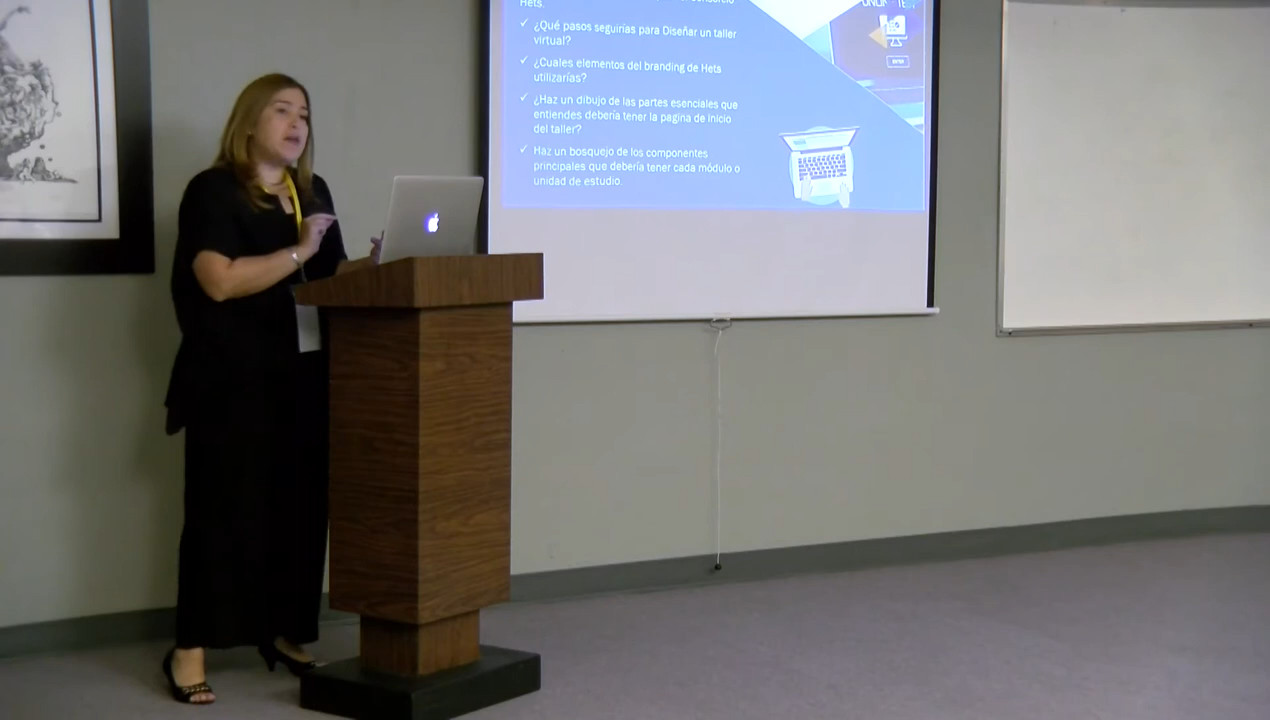 Consorcio
Hets.
✓ ¿Qué pasos seguirías para Diseñar un taller
virtual?
✓ ¿Cuales elementos del branding de Hets
utilizarías?
✓ ¿Haz un dibujo de las partes esenciales que
entiendes debería tener la pagina de inicio
del taller?
✓ Haz un bosquejo de los componentes
principales que debería tener cada módulo o
unidad de estudio.